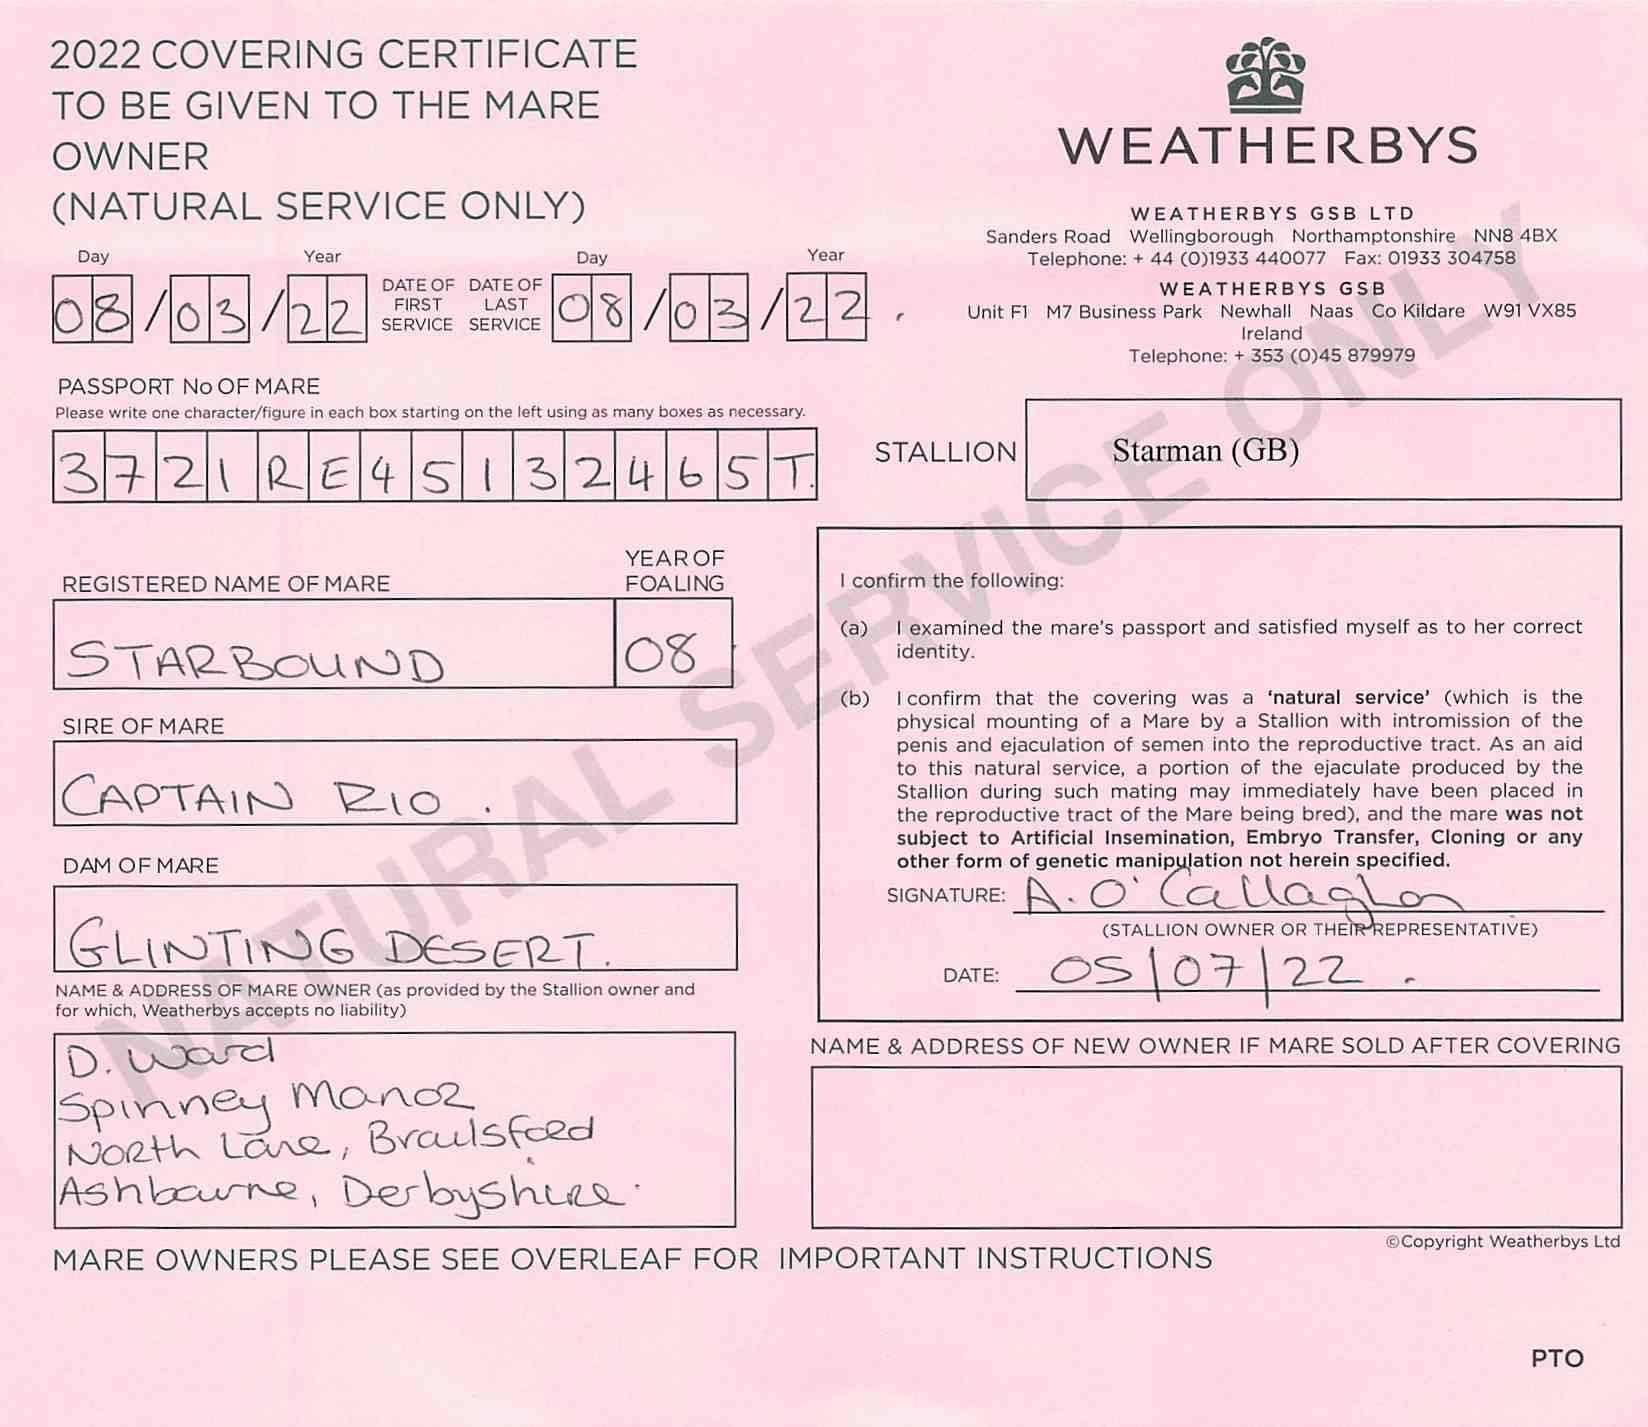 2022 COVERING CERTIFICATE
TO BE GIVEN TO THE MARE
OWNER
(NATURAL SERVICE ONLY)
WEATHERBYS
WEATHERBYS GSB LTD
Sanders Road Wellingborough Northamptonshire NN8 4BX
Telephone: + 44 (0)1933 440077 Fax: 01933 304758
WEATHERBYS GSB
Unit F1 M7 Business Park Newhall Naas Co Kildare W91 VX85
Ireland
Telephone: + 353 (0)45 879979
Day Year Day Year
08/03/22 DATE OF FIRST SERVICE DATE OF LAST SERVICE 08/03/22.
PASSPORT No OF MARE
Please write one character/figure in each box starting on the left using as many boxes as necessary.
3721RE45132465T.
STALLION Starman (GB)
REGISTERED NAME OF MARE YEAR OF FOALING
STARBOUND 08
SIRE OF MARE
CAPTAIN RIO.
DAM OF MARE
GLINTING DESERT.
NAME & ADDRESS OF MARE OWNER (as provided by the Stallion owner and
for which, Weatherbys accepts no liability)
D. Ward
Spinney Manor
North Lane, Brailsford
Ashbourne, Derbyshire.
I confirm the following:
(a) I examined the mare's passport and satisfied myself as to her correct
identity.
(b) I confirm that the covering was a 'natural service' (which is the
physical mounting of a Mare by a Stallion with intromission of the
penis and ejaculation of semen into the reproductive tract. As an aid
to this natural service, a portion of the ejaculate produced by the
Stallion during such mating may immediately have been placed in
the reproductive tract of the Mare being bred), and the mare was not
subject to Artificial Insemination, Embryo Transfer, Cloning or any
other form of genetic manipulation not herein specified.
SIGNATURE: A. O'Callaghan
(STALLION OWNER OR THEIR REPRESENTATIVE)
DATE: 05/07/22.
NAME & ADDRESS OF NEW OWNER IF MARE SOLD AFTER COVERING
©Copyright Weatherbys Ltd
MARE OWNERS PLEASE SEE OVERLEAF FOR IMPORTANT INSTRUCTIONS
PTO
NATURAL SERVICE ONLY